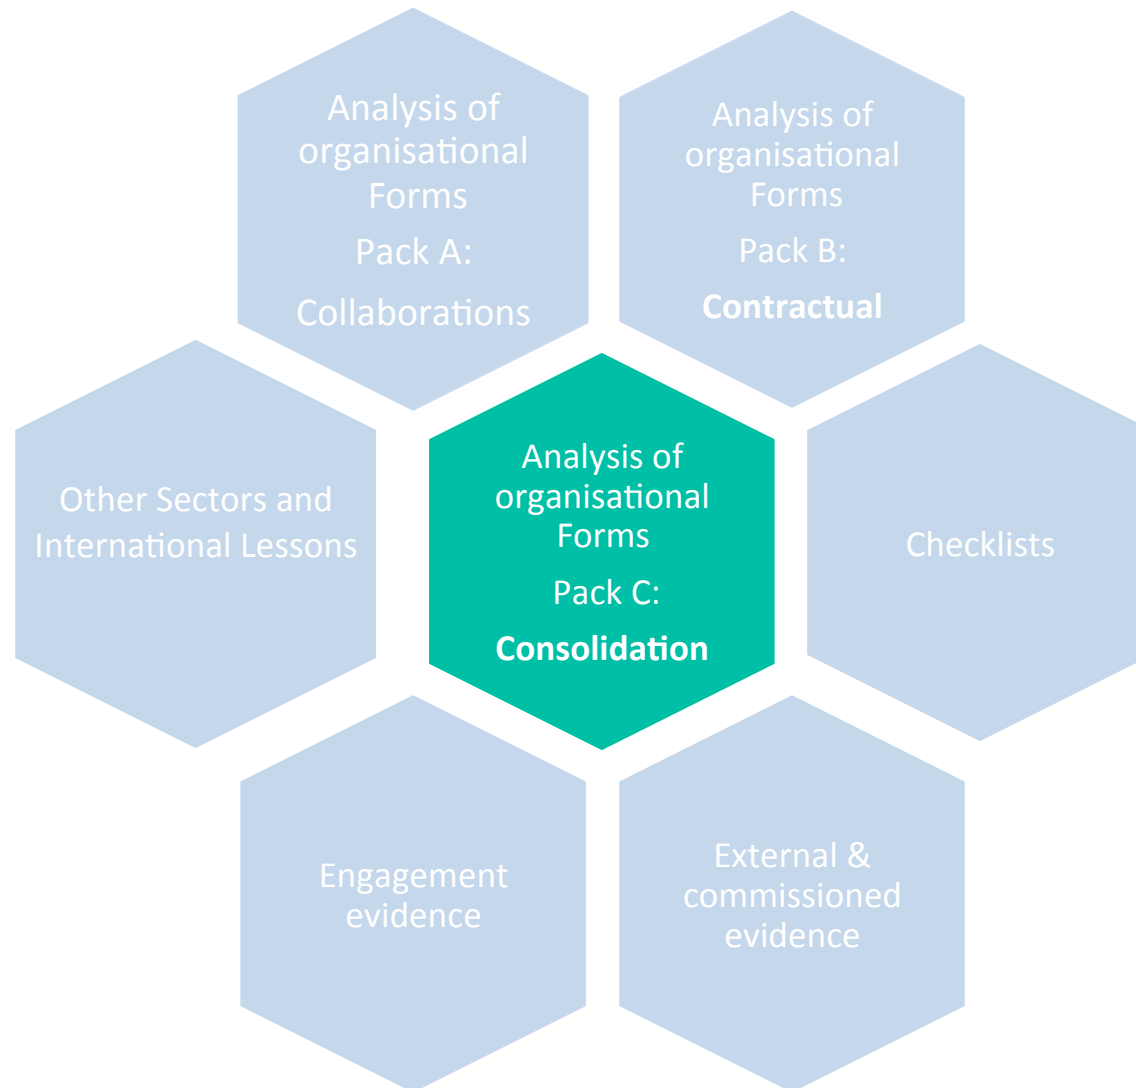 Analysis of
organisational
Forms
Pack A:
Collaborations
Analysis of
organisational
Forms
Pack B:
Contractual
Other Sectors and
International Lessons
Analysis of
organisational
Forms
Pack C:
Consolidation
Checklists
Engagement
evidence
External &
commissioned
evidence